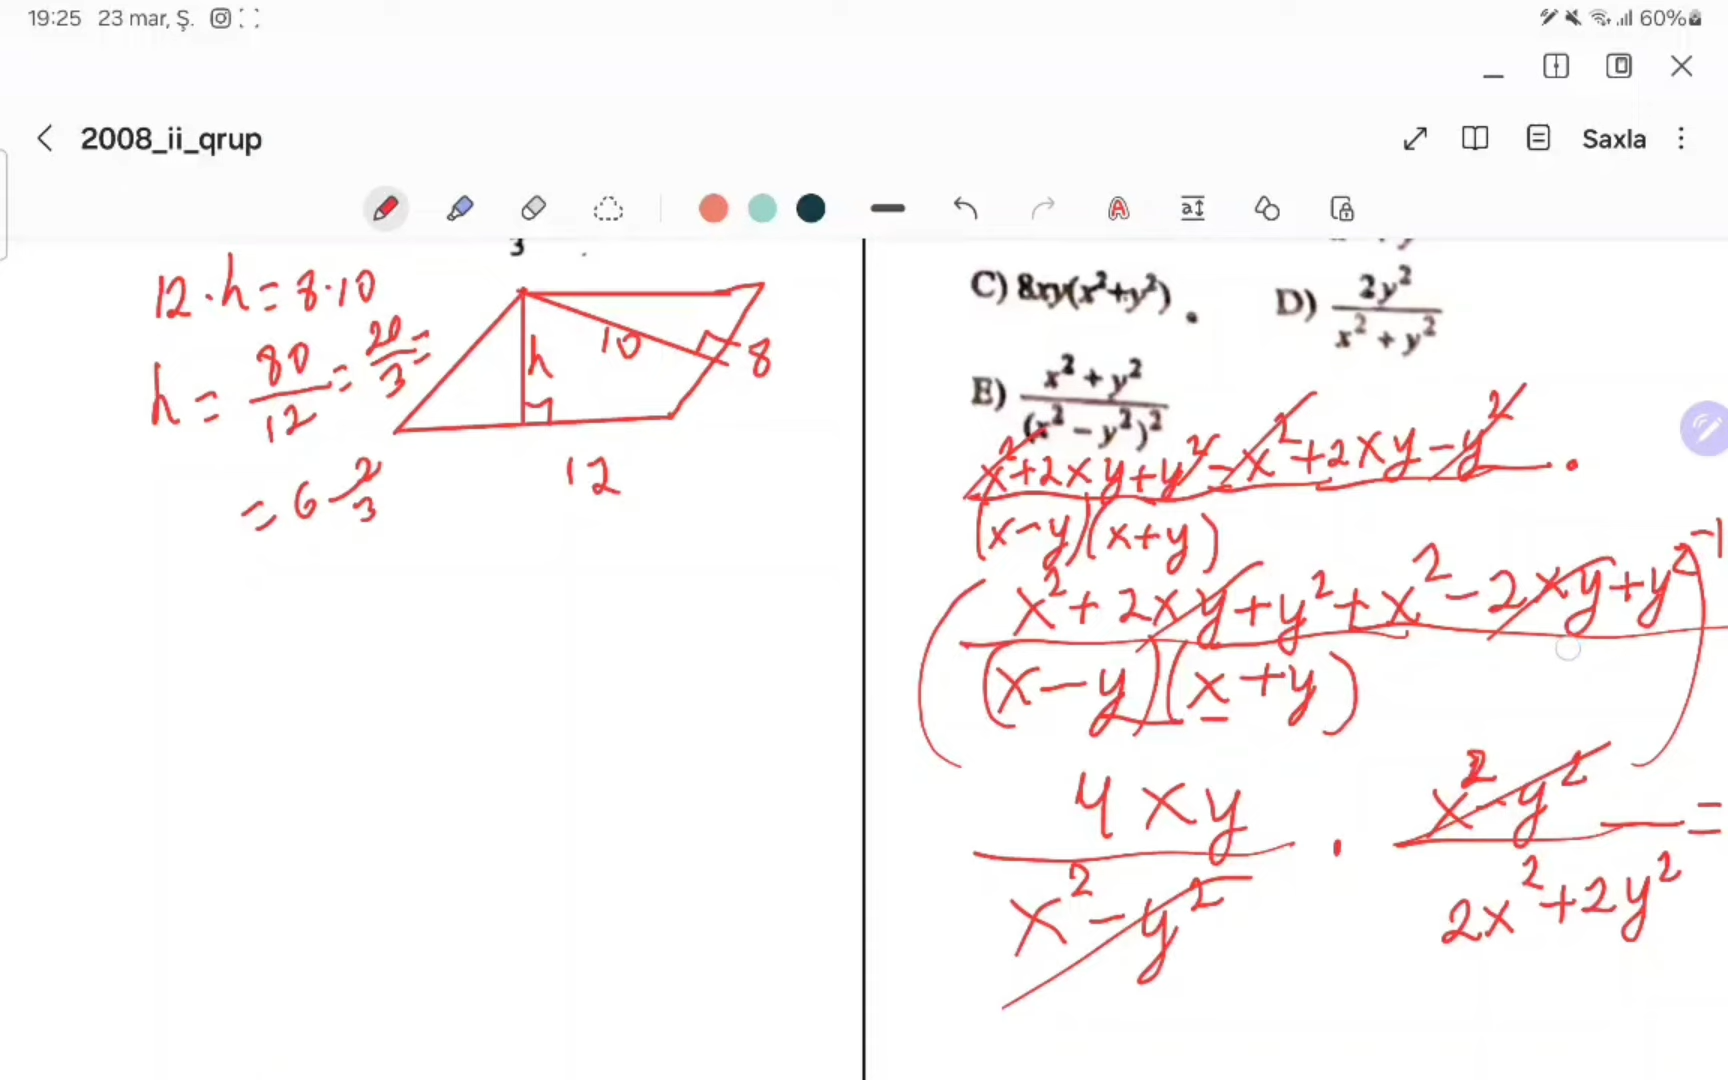 19:25 23 mar, Ş. 60%
2008_ii_qrup
Saxla
3
12 · h = 8 · 10
h = 80/12 = 20/3 =
= 6 2/3
h
10
8
12
C) 8xy(x²+y²).
D) 2y²/(x² + y²)
E) (x² + y²)/(x² – y²)²
(x²+2xy+y²–x²+2xy–y²)/((x–y)(x+y)) ·
((x²+2xy+y²+x²–2xy+y²)/((x–y)(x+y)))⁻¹
4xy/(x²–y²) · (x²–y²)/(2x²+2y²) =